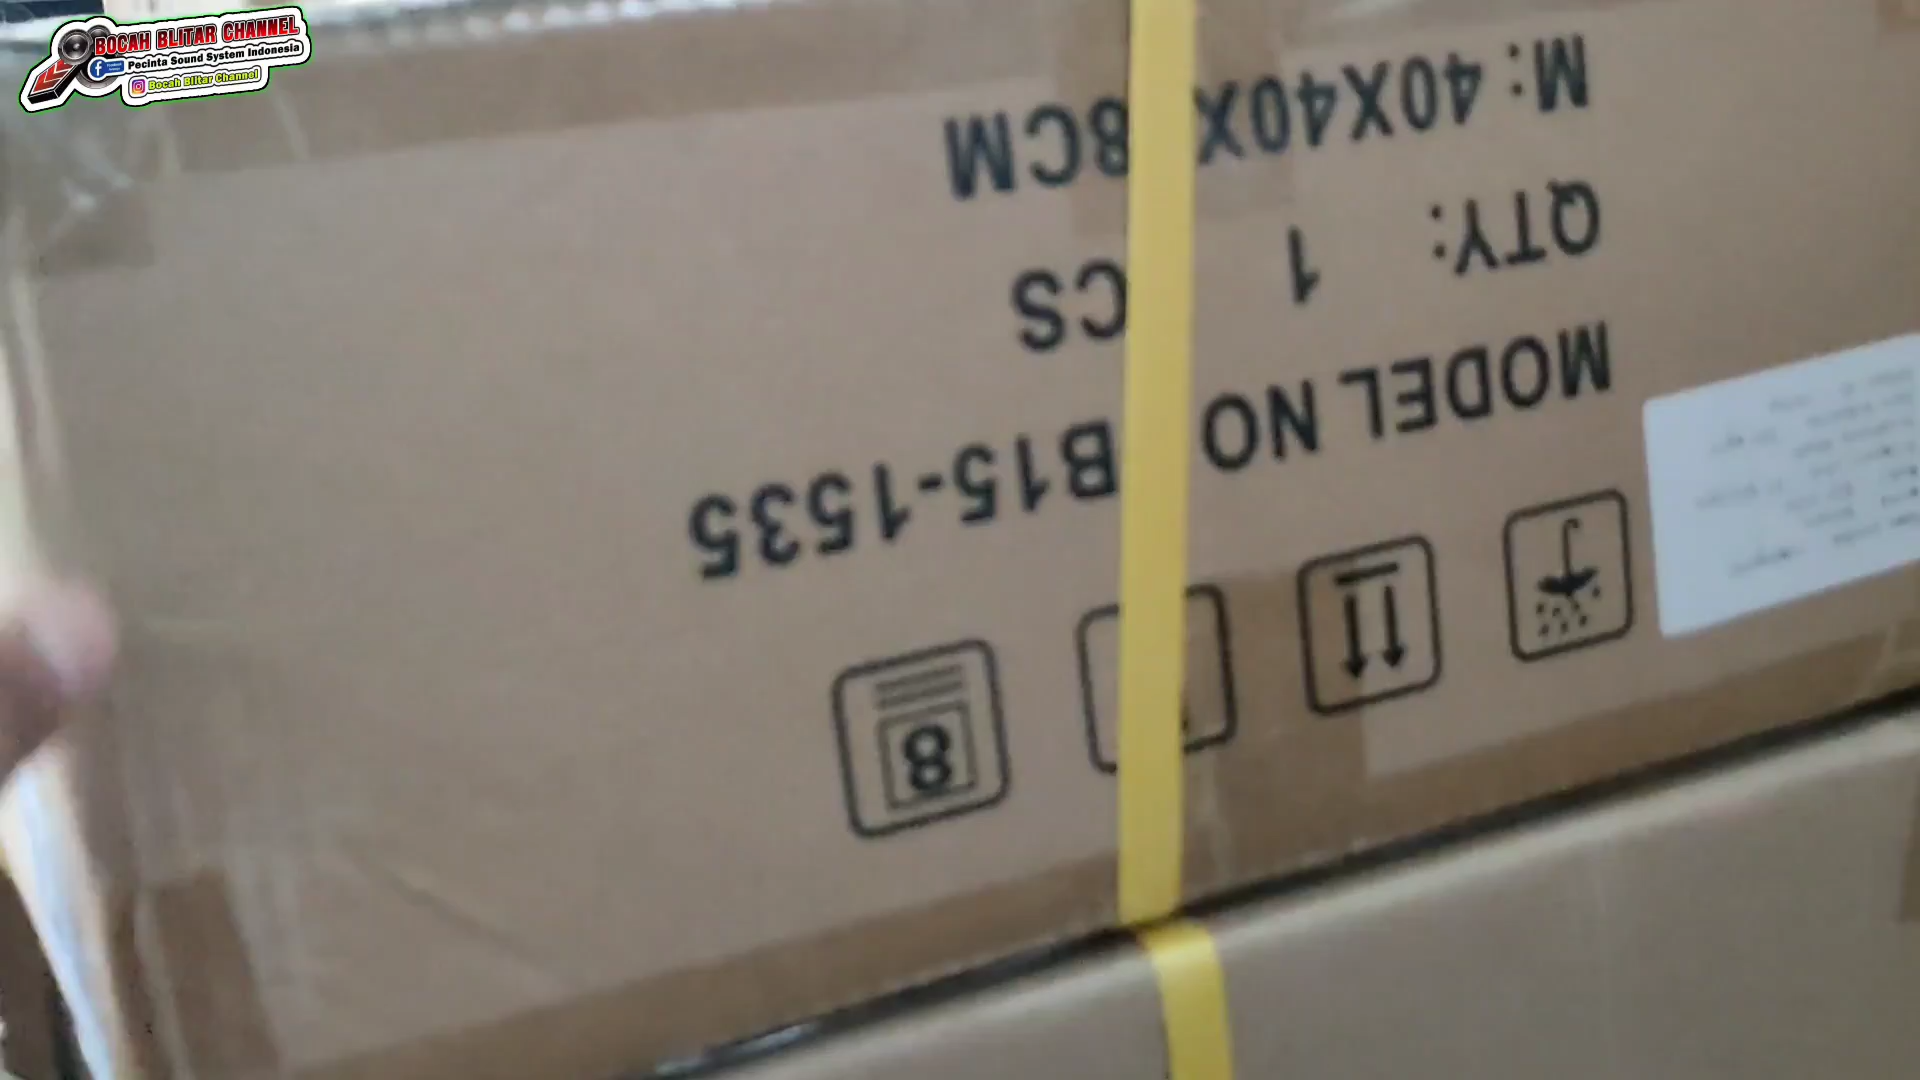 BOCAH BLITAR CHANNEL
Pecinta Sound System Indonesia
Bocah Blitar Channel
MODEL NO B15-1535
QTY: 1 CS
M: 40X40X 8CM
8